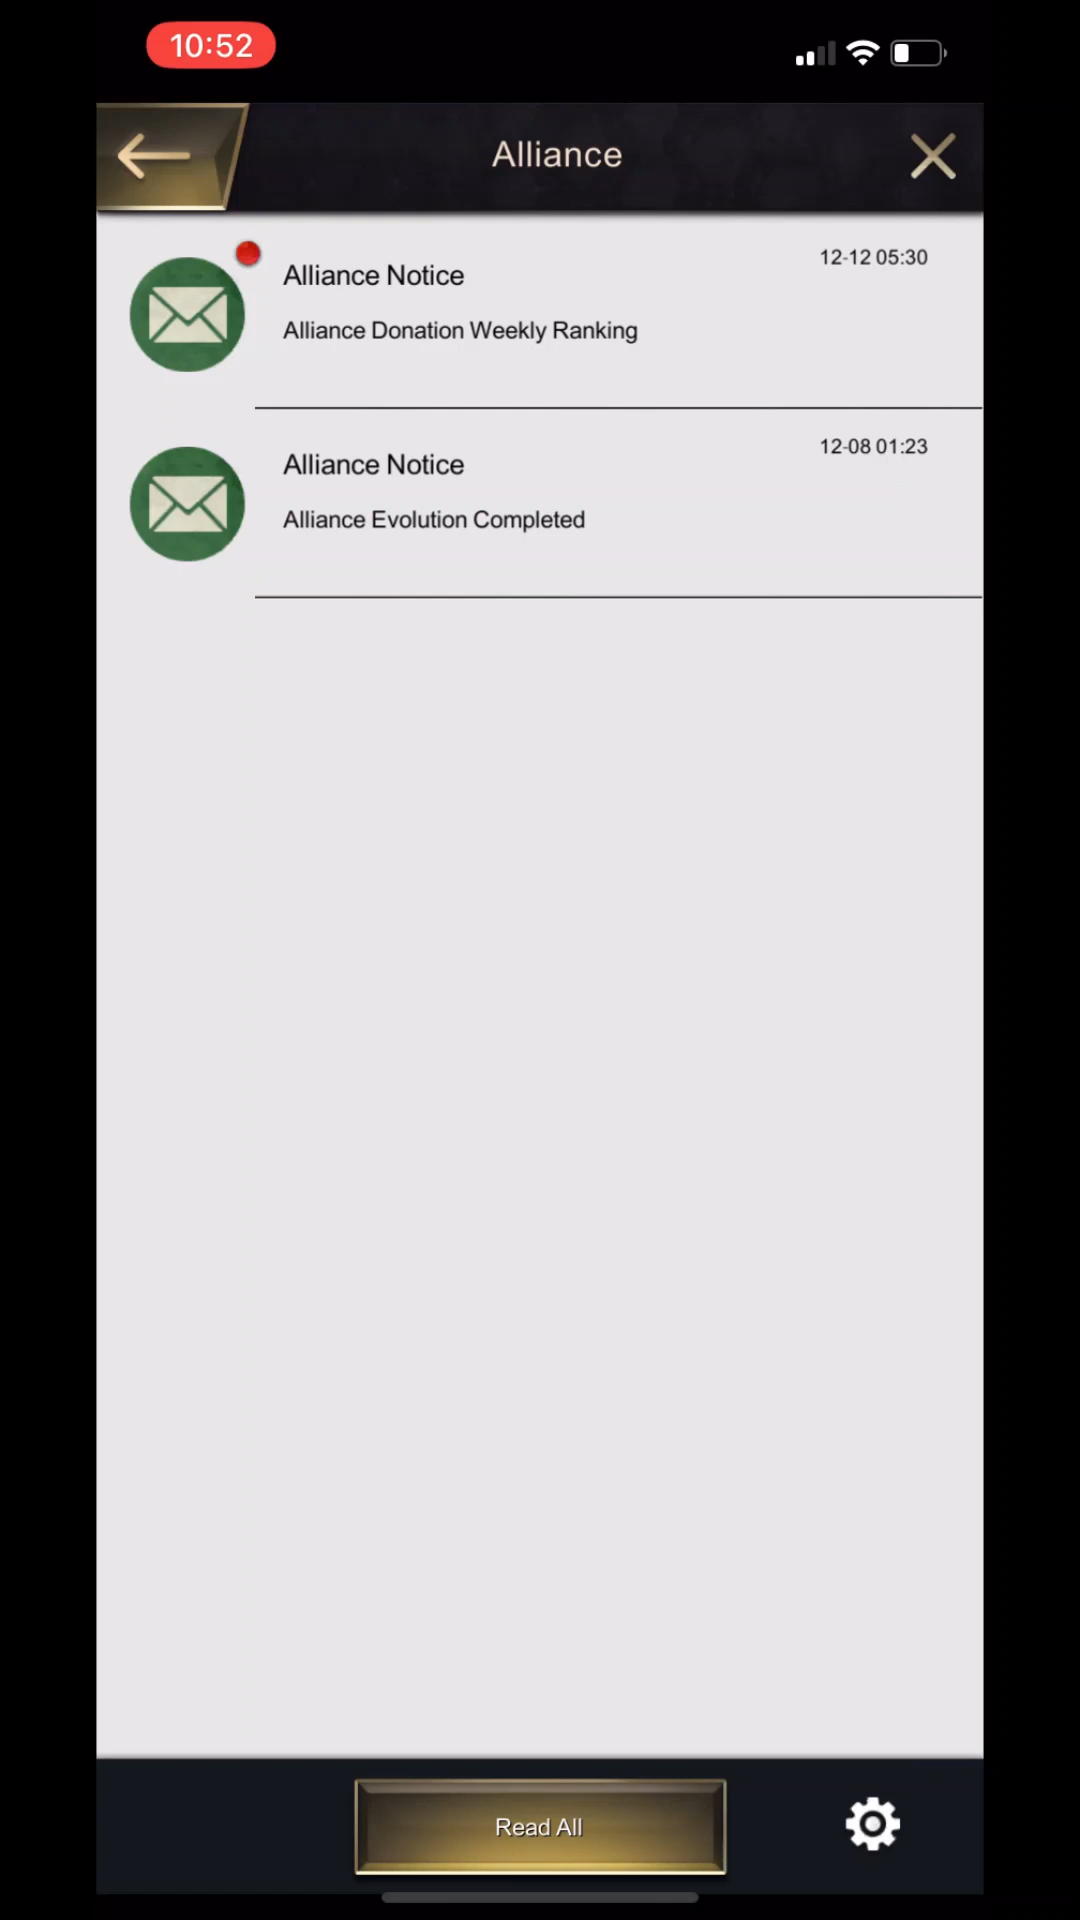 10:52
Alliance
12-12 05:30
Alliance Notice
Alliance Donation Weekly Ranking
12-08 01:23
Alliance Notice
Alliance Evolution Completed
Read All